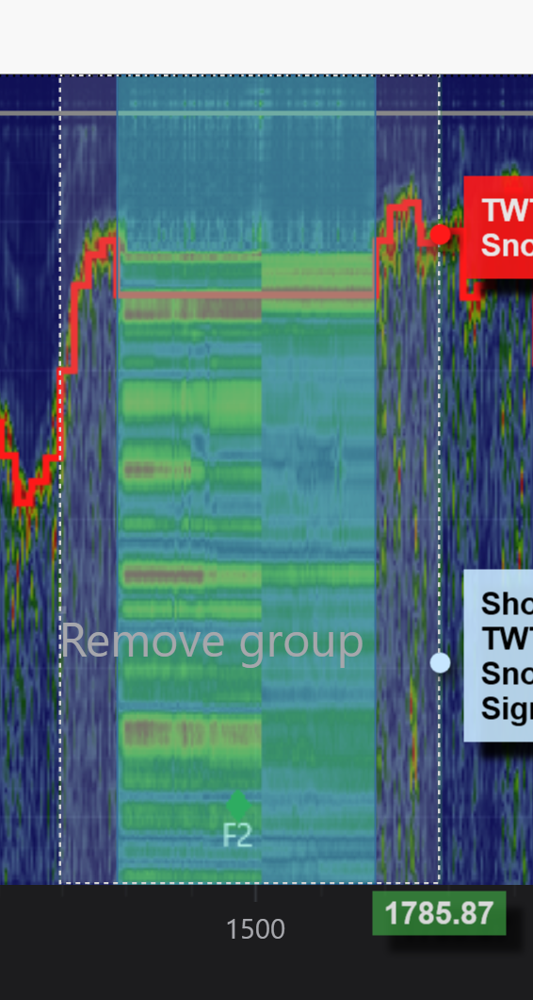 TWT
Sno
Sho
Remove group
TWT
Sno
Sign
F2
1785.87
1500